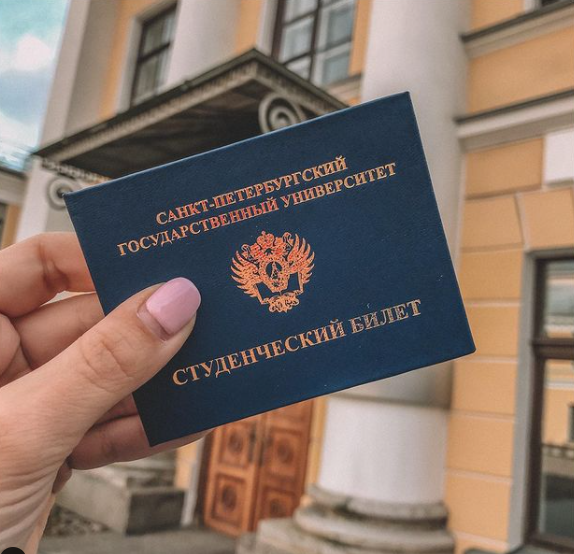 САНКТ-ПЕТЕРБУРГСКИЙ
ГОСУДАРСТВЕННЫЙ УНИВЕРСИТЕТ
СТУДЕНЧЕСКИЙ БИЛЕТ